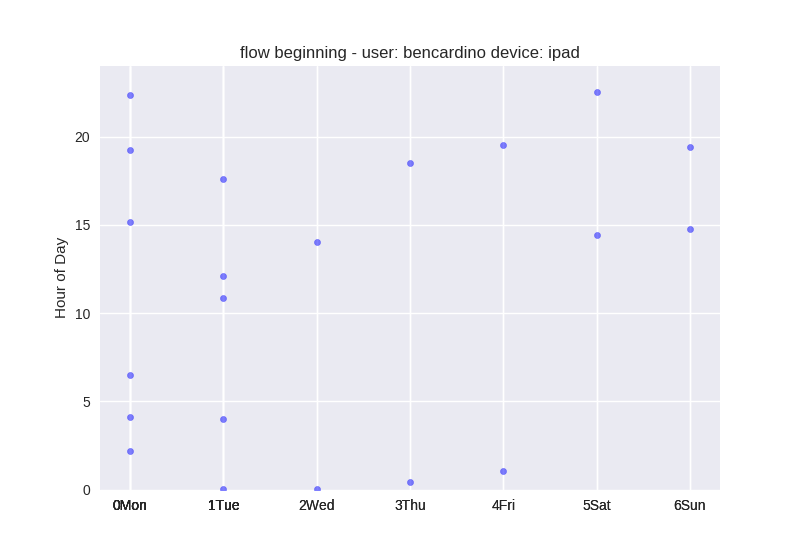 flow beginning - user: bencardino device: ipad
Hour of Day
20
15
10
5
0
0Mon 1Tue 2Wed 3Thu 4Fri 5Sat 6Sun